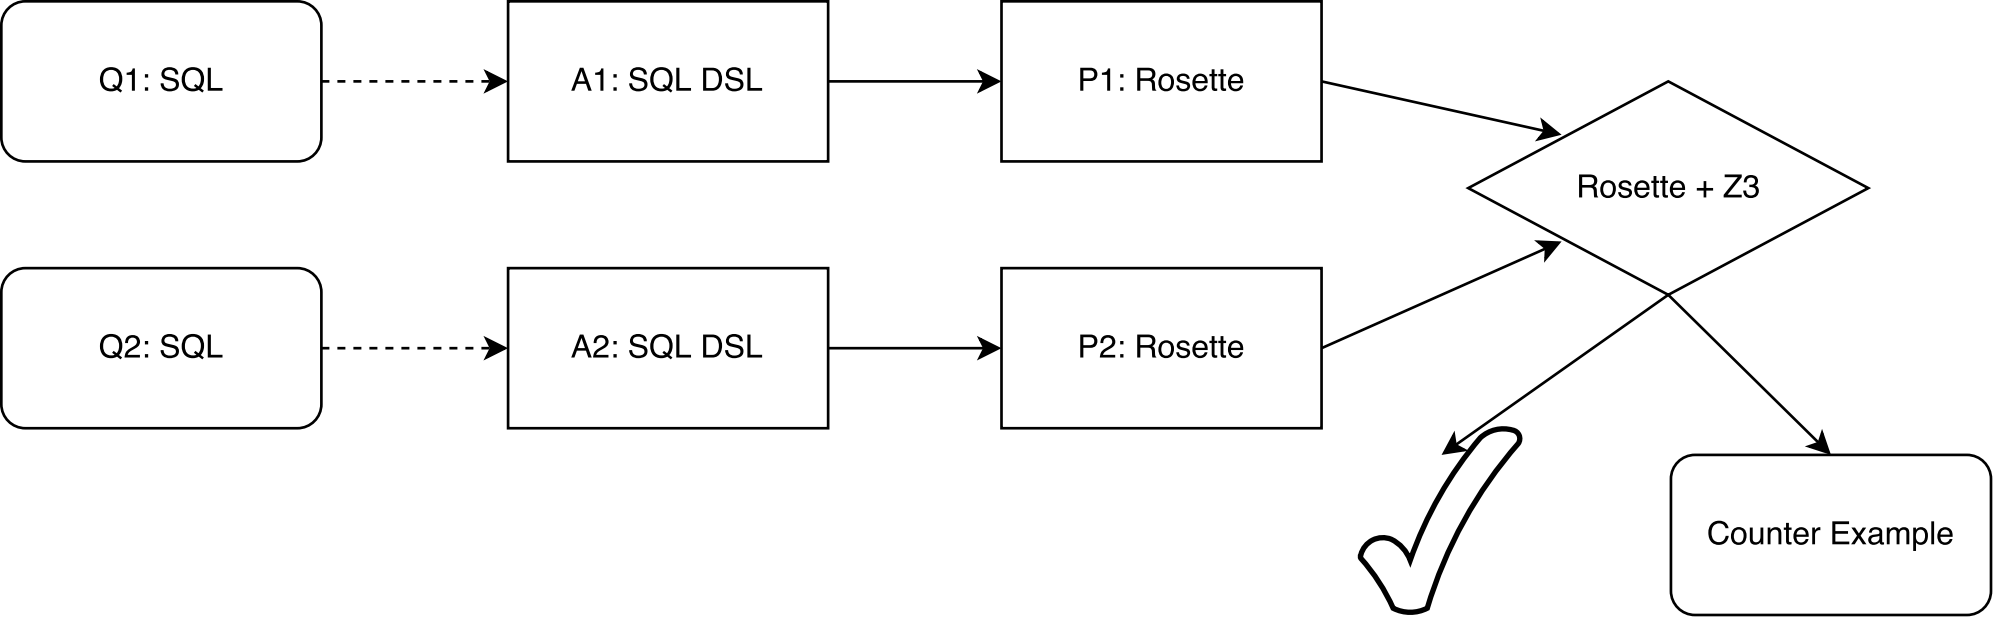 Q1: SQL
A1: SQL DSL
P1: Rosette
Rosette + Z3
Q2: SQL
A2: SQL DSL
P2: Rosette
Counter Example